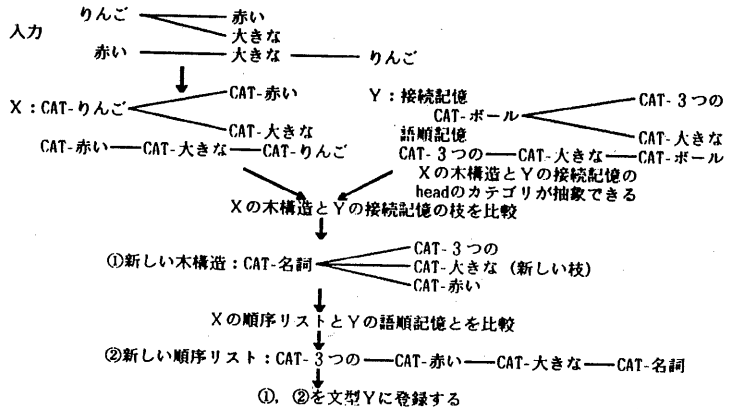 入力
りんご 赤い
大きな
赤い 大きな りんご
X:CAT-りんご CAT-赤い
CAT-大きな
CAT-赤い CAT-大きな CAT-りんご
Y:接続記憶
CAT-ボール CAT-3つの
CAT-大きな
語順記憶
CAT-3つの CAT-大きな CAT-ボール
Xの木構造とYの接続記憶の
headのカテゴリが抽象できる
Xの木構造とYの接続記憶の枝を比較
①新しい木構造:CAT-名詞 CAT-3つの
CAT-大きな (新しい枝)
CAT-赤い
Xの順序リストとYの語順記憶とを比較
②新しい順序リスト:CAT-3つの CAT-赤い CAT-大きな CAT-名詞
①,②を文型Yに登録する